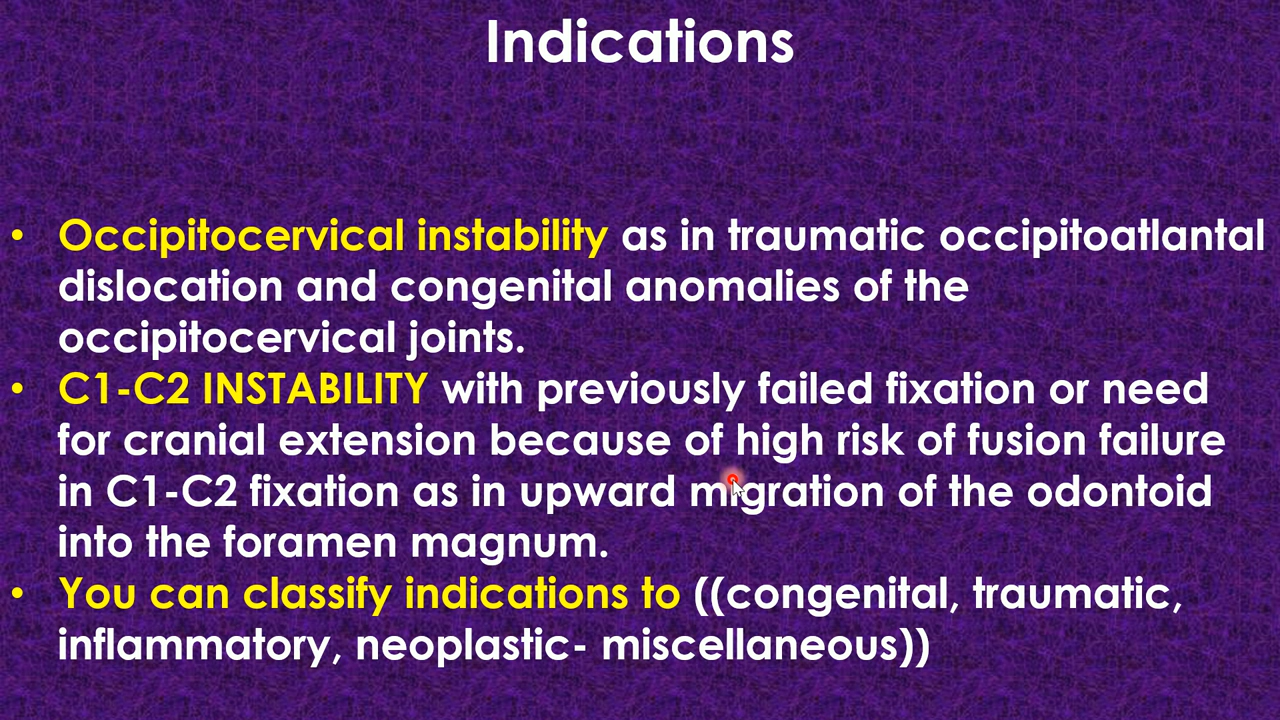 Indications
• Occipitocervical instability as in traumatic occipitoatlantal
dislocation and congenital anomalies of the
occipitocervical joints.
• C1-C2 INSTABILITY with previously failed fixation or need
for cranial extension because of high risk of fusion failure
in C1-C2 fixation as in upward migration of the odontoid
into the foramen magnum.
• You can classify indications to ((congenital, traumatic,
inflammatory, neoplastic- miscellaneous))